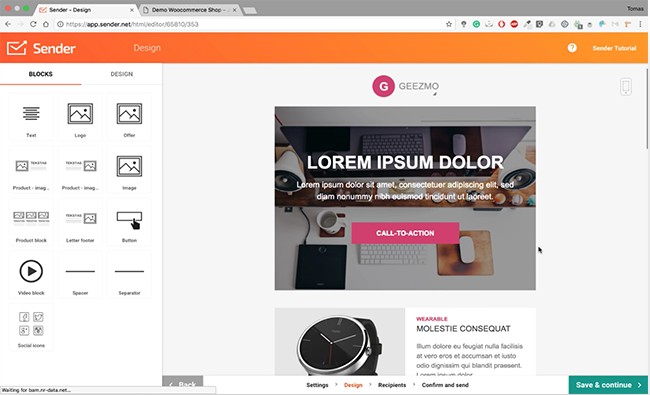 Sender - Design
Demo Woocommerce Shop -
Tomas
https://app.sender.net/html/editor/65810/353
Sender
Design
Sender Tutorial
BLOCKS
DESIGN
Text
Logo
Offer
TEKSTAS
TEKSTAS
Product - imag...
Product - imag...
Image
TEKSTAS
Product block
Letter footer
Button
Video block
Spacer
Separator
Social icons
G GEEZMO
LOREM IPSUM DOLOR
Lorem ipsum dolor sit amet, consectetuer adipiscing elit, sed
diam nonummy nibh euismod tincidunt ut laoreet.
CALL-TO-ACTION
WEARABLE
MOLESTIE CONSEQUAT
Illum dolore eu feugiat nulla facilisis
at vero eros et accumsan et iusto
odio dignissim qui blandit praesent
Waiting for bam.nr-data.net...
Back
Settings > Design > Recipients > Confirm and send
Save & continue >